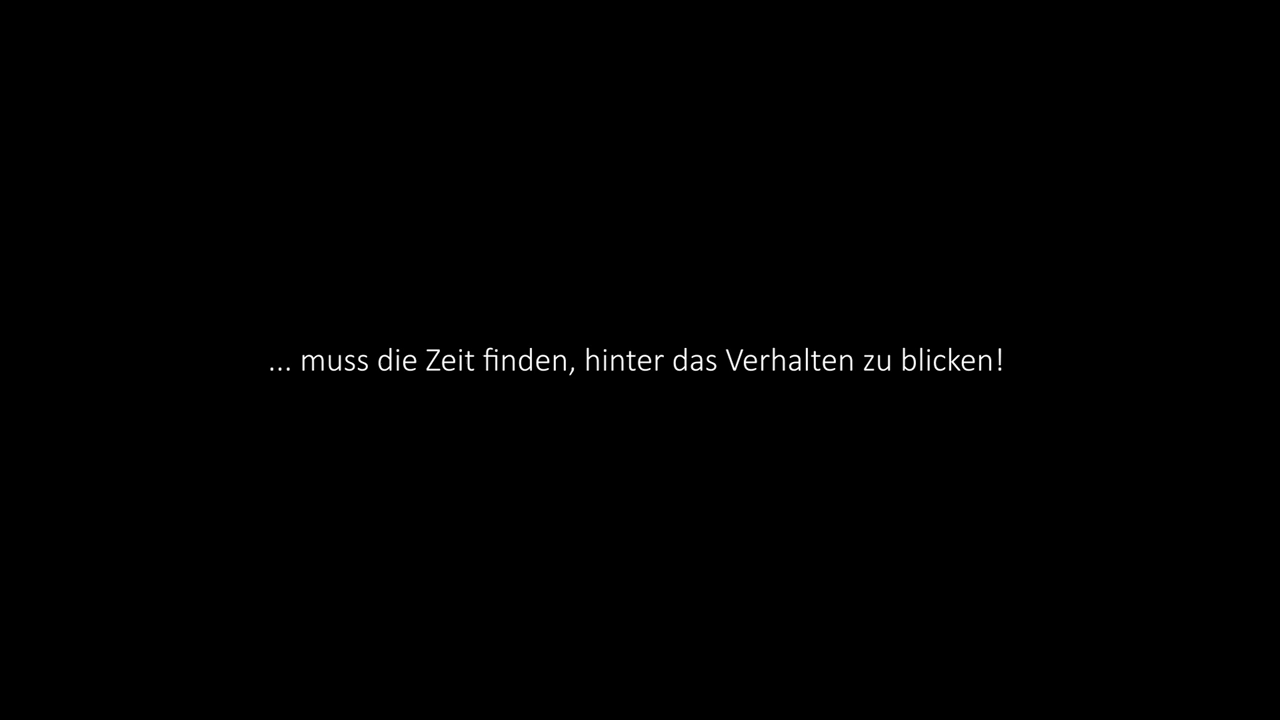 ... muss die Zeit finden, hinter das Verhalten zu blicken!